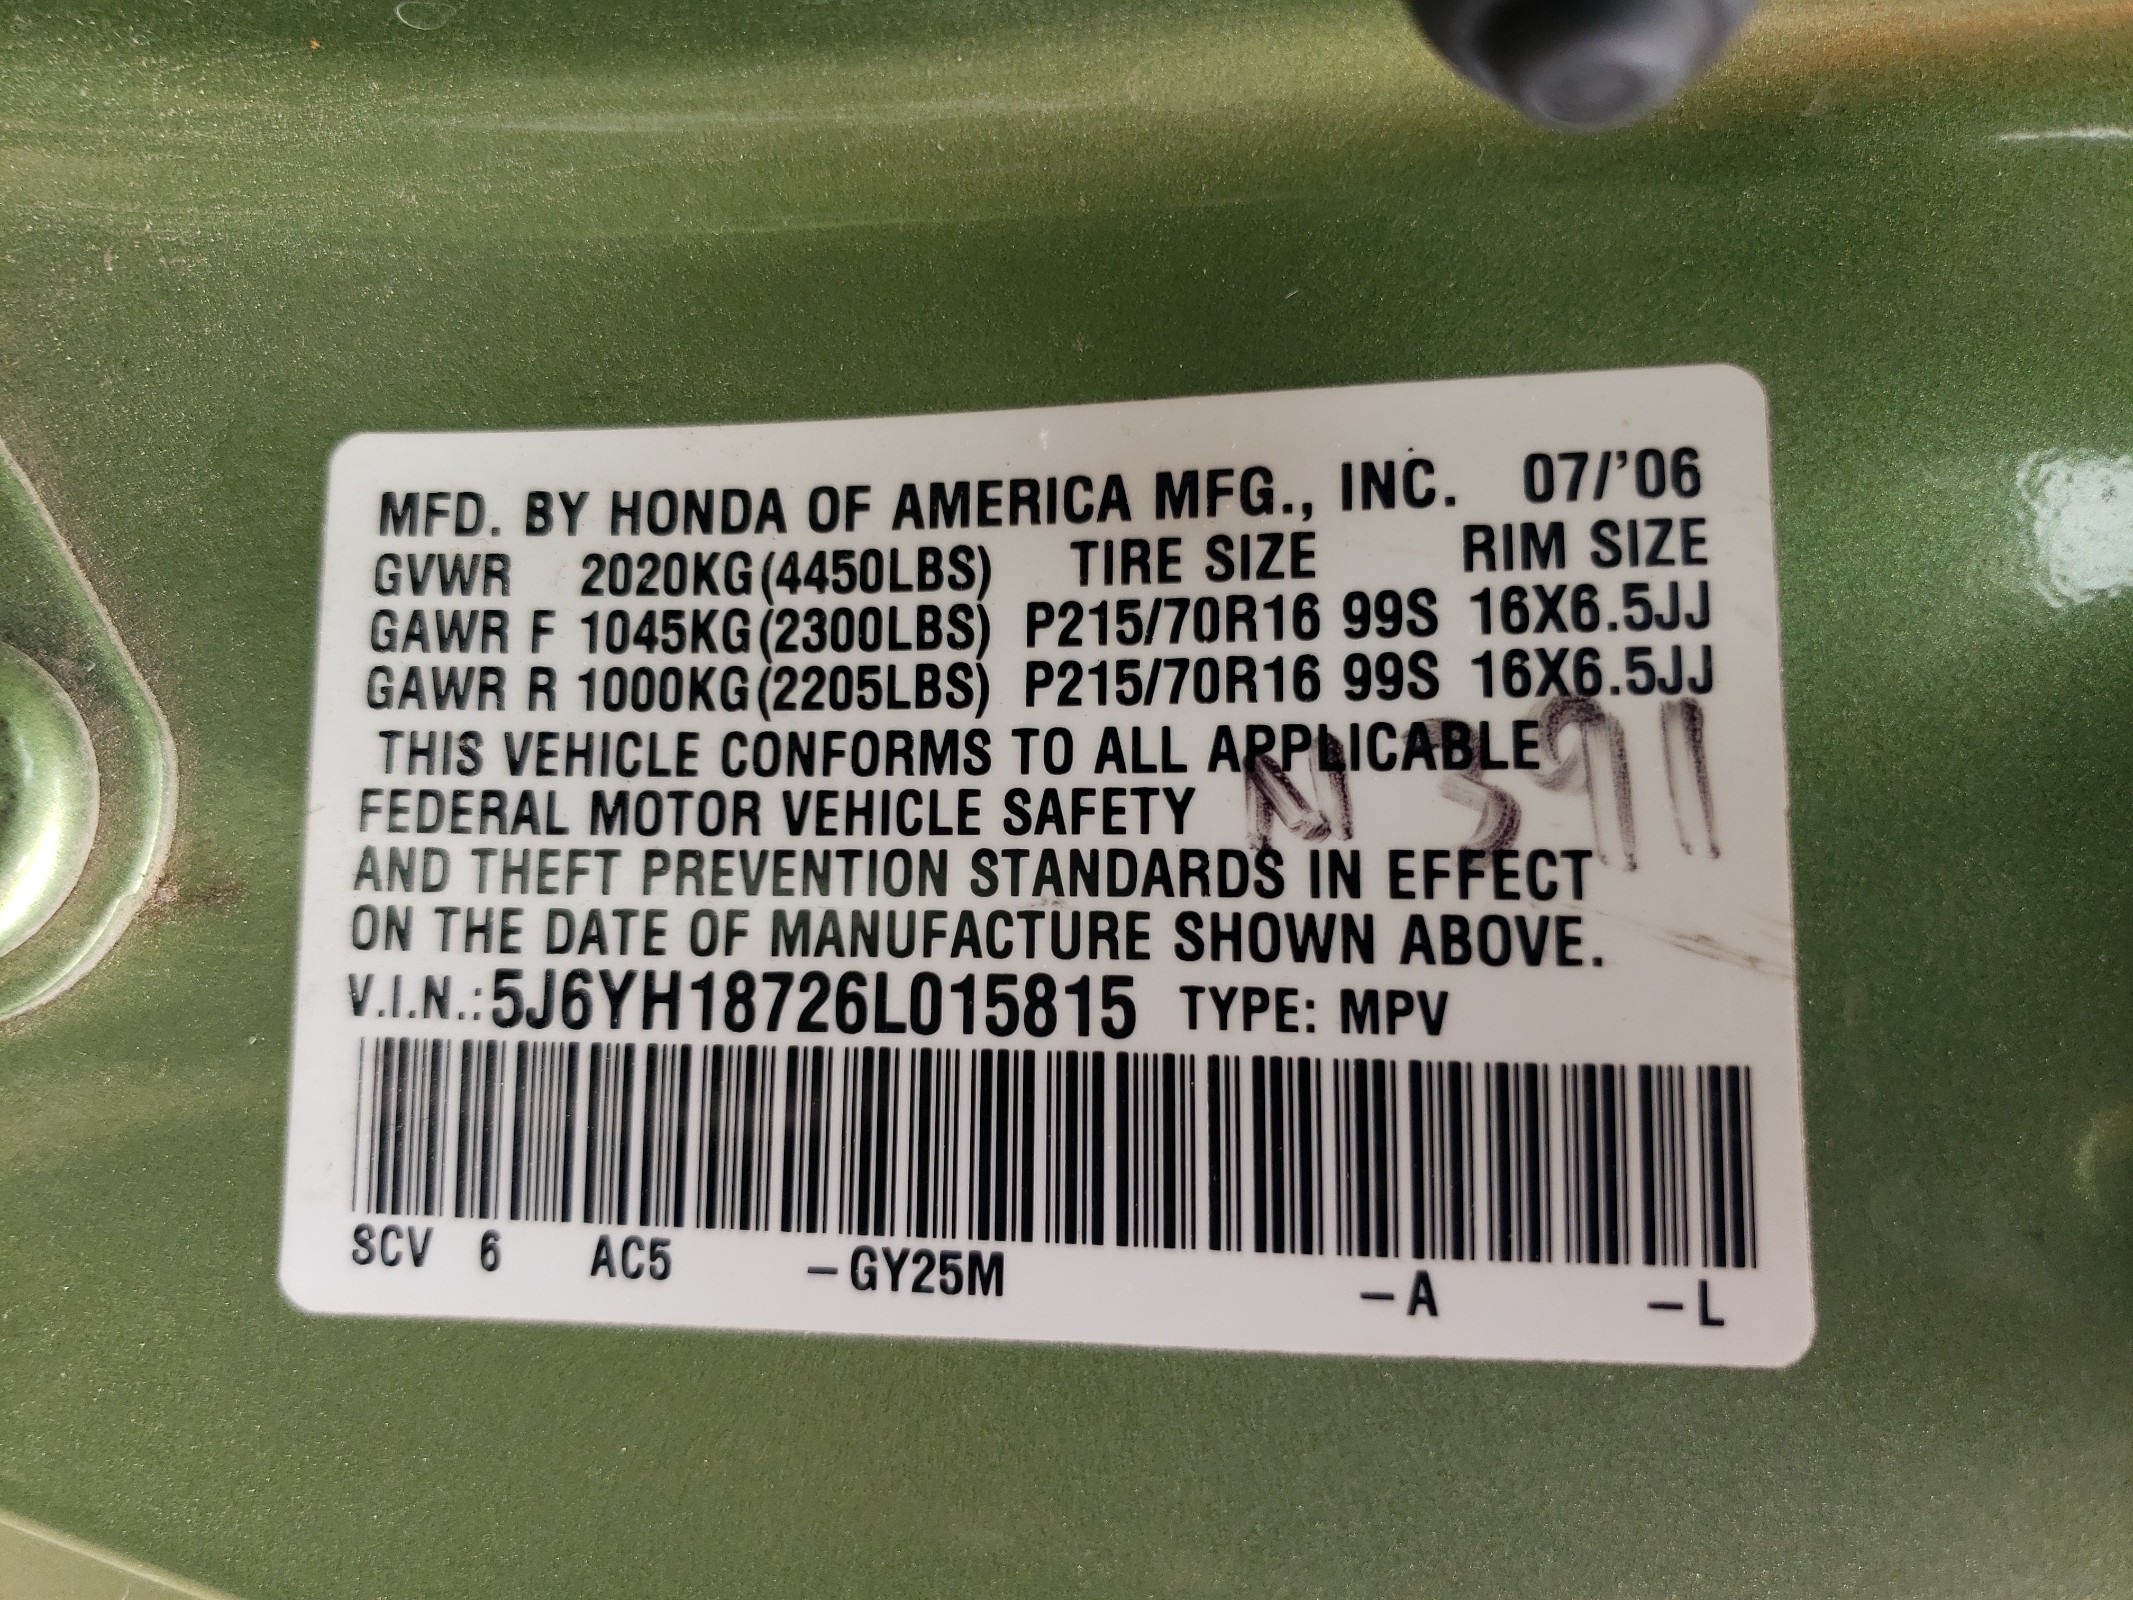 MFD. BY HONDA OF AMERICA MFG., INC. 07/'06
GVWR 2020KG(4450LBS) TIRE SIZE RIM SIZE
GAWR F 1045KG(2300LBS) P215/70R16 99S 16X6.5JJ
GAWR R 1000KG(2205LBS) P215/70R16 99S 16X6.5JJ
THIS VEHICLE CONFORMS TO ALL APPLICABLE
N 3911
FEDERAL MOTOR VEHICLE SAFETY
AND THEFT PREVENTION STANDARDS IN EFFECT
ON THE DATE OF MANUFACTURE SHOWN ABOVE.
V.I.N.: 5J6YH18726L015815 TYPE: MPV
SCV 6 AC5 -GY25M -A -L